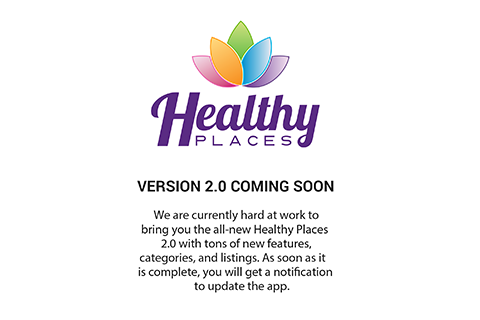 Healthy
PLACES
VERSION 2.0 COMING SOON
We are currently hard at work to
bring you the all-new Healthy Places
2.0 with tons of new features,
categories, and listings. As soon as it
is complete, you will get a notification
to update the app.